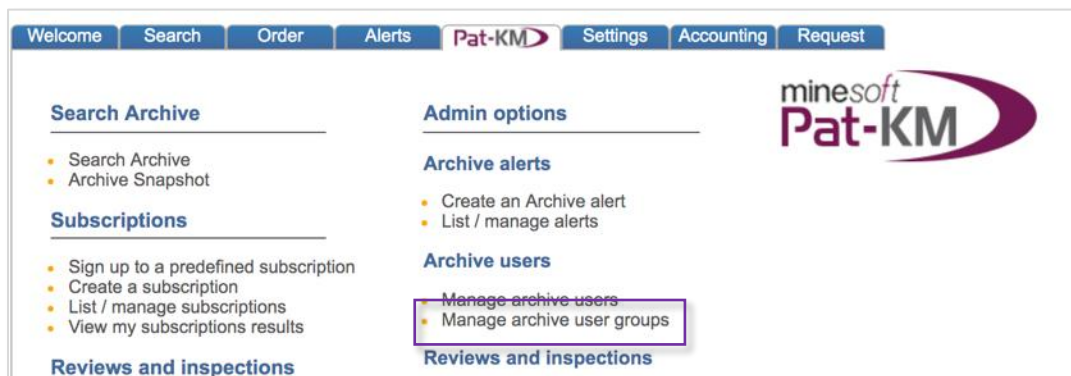 Welcome Search Order Alerts Pat-KM Settings Accounting Request
minesoft
Pat-KM
Search Archive
Search Archive
Archive Snapshot
Subscriptions
Sign up to a predefined subscription
Create a subscription
List / manage subscriptions
View my subscriptions results
Reviews and inspections
Admin options
Archive alerts
Create an Archive alert
List / manage alerts
Archive users
Manage archive users
Manage archive user groups
Reviews and inspections